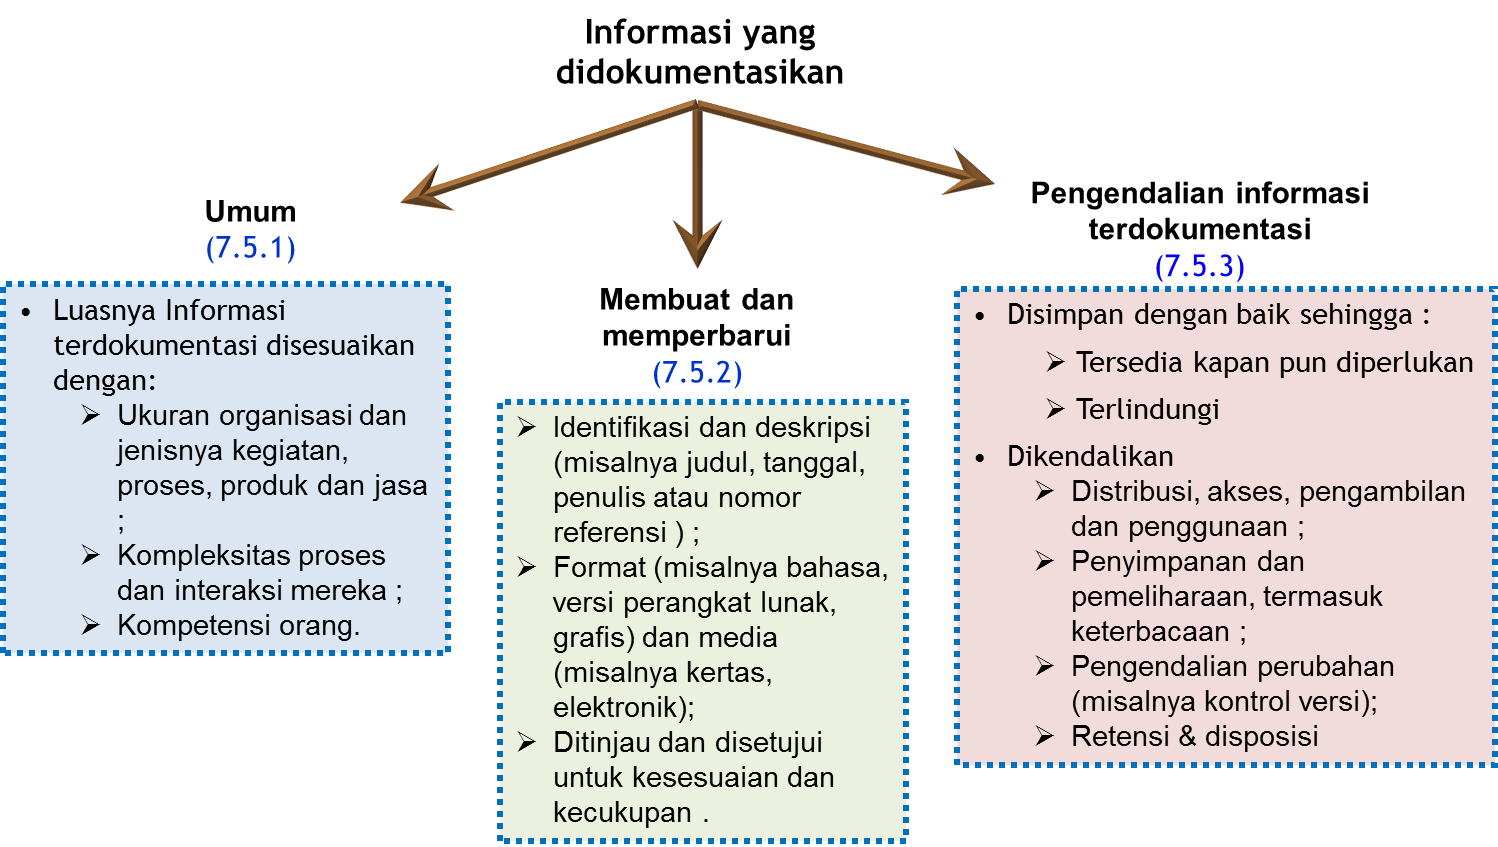 Informasi yang
didokumentasikan
Umum
(7.5.1)
• Luasnya Informasi
terdokumentasi disesuaikan
dengan:
➢ Ukuran organisasi dan
jenisnya kegiatan,
proses, produk dan jasa
;
➢ Kompleksitas proses
dan interaksi mereka ;
➢ Kompetensi orang.
Membuat dan
memperbarui
(7.5.2)
➢ Identifikasi dan deskripsi
(misalnya judul, tanggal,
penulis atau nomor
referensi ) ;
➢ Format (misalnya bahasa,
versi perangkat lunak,
grafis) dan media
(misalnya kertas,
elektronik);
➢ Ditinjau dan disetujui
untuk kesesuaian dan
kecukupan .
Pengendalian informasi
terdokumentasi
(7.5.3)
• Disimpan dengan baik sehingga :
➢ Tersedia kapan pun diperlukan
➢ Terlindungi
• Dikendalikan
➢ Distribusi, akses, pengambilan
dan penggunaan ;
➢ Penyimpanan dan
pemeliharaan, termasuk
keterbacaan ;
➢ Pengendalian perubahan
(misalnya kontrol versi);
➢ Retensi & disposisi